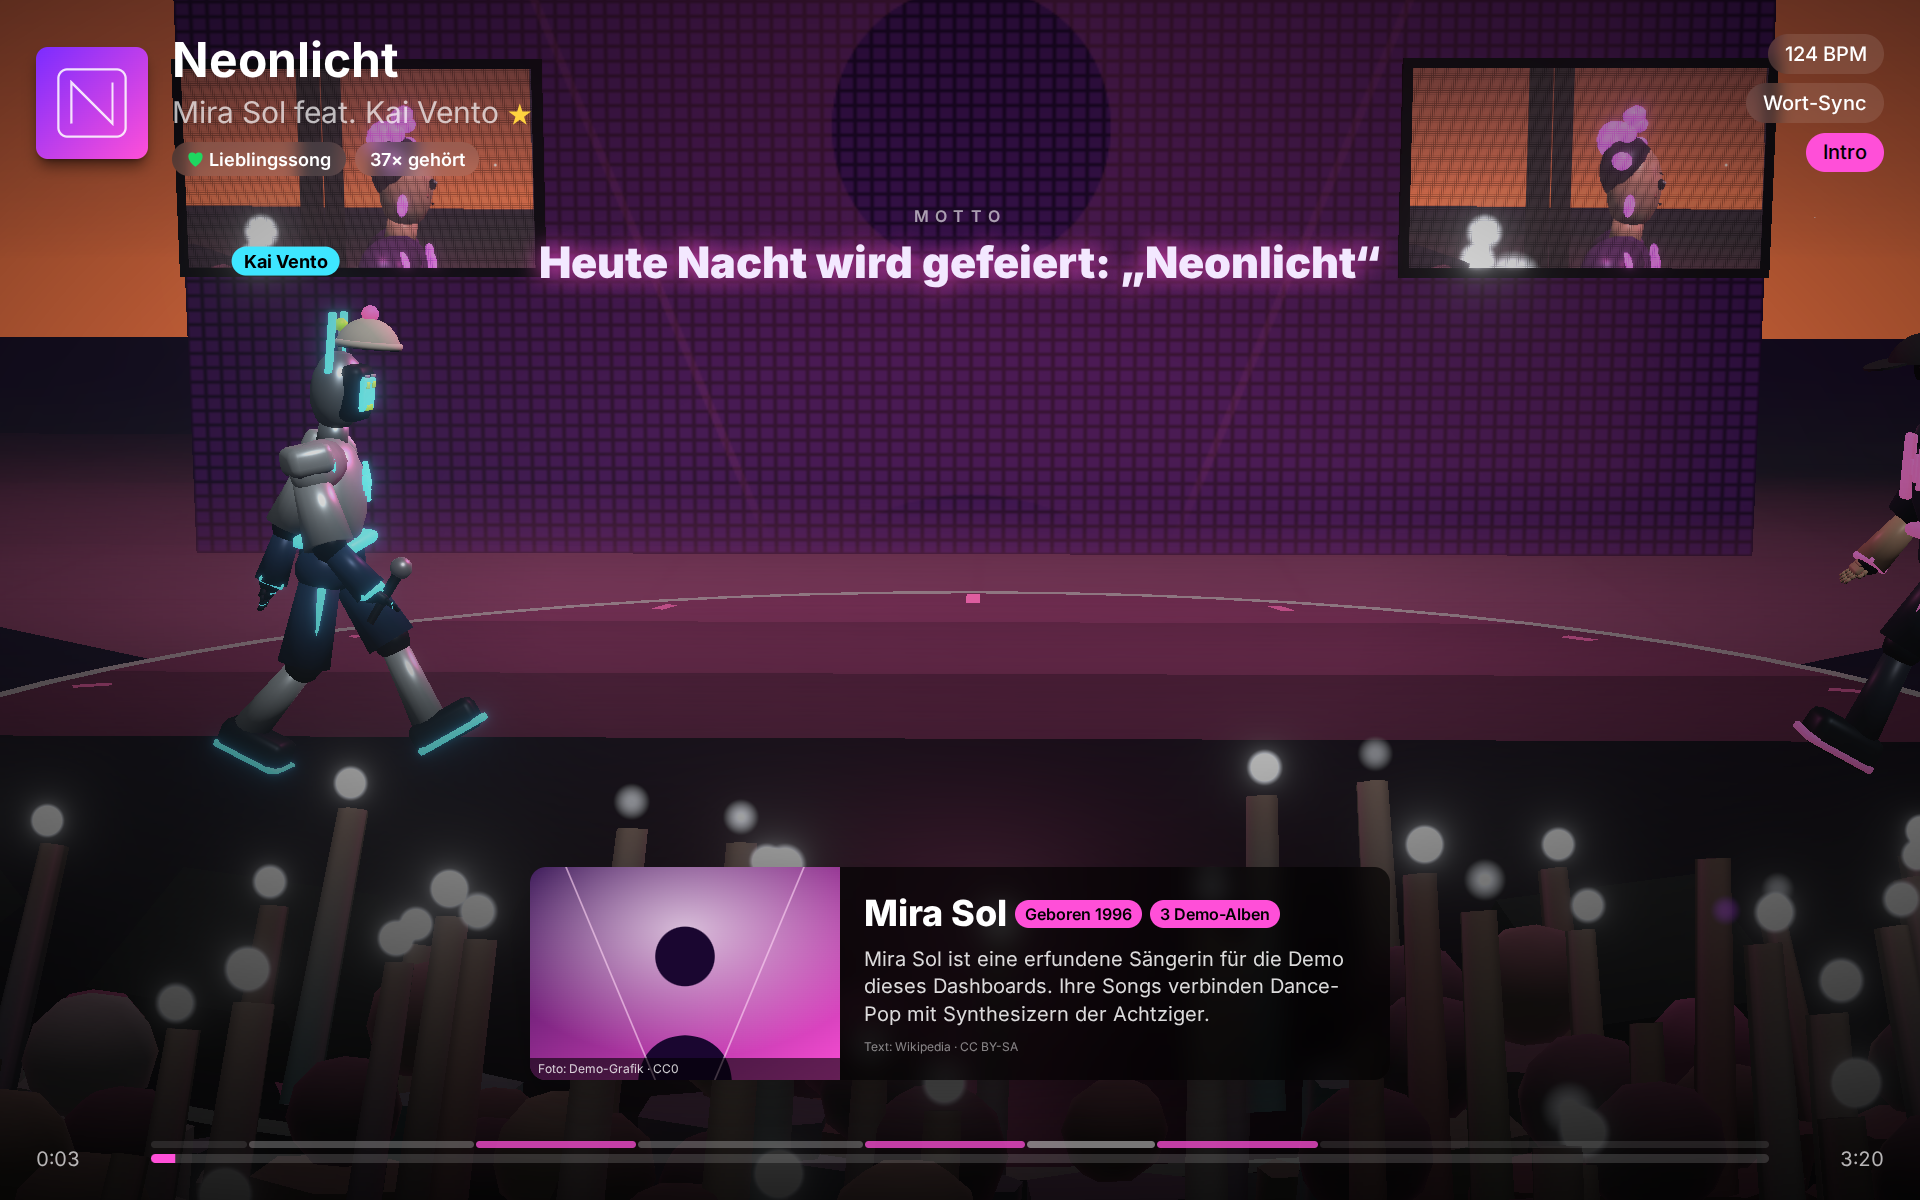 Neonlicht
Mira Sol feat. Kai Vento
Lieblingssong
37× gehört
124 BPM
Wort-Sync
Intro
MOTTO
Heute Nacht wird gefeiert: „Neonlicht“
Kai Vento
Mira Sol
Geboren 1996
3 Demo-Alben
Mira Sol ist eine erfundene Sängerin für die Demo
dieses Dashboards. Ihre Songs verbinden Dance-
Pop mit Synthesizern der Achtziger.
Text: Wikipedia · CC BY-SA
Foto: Demo-Grafik · CC0
0:03
3:20